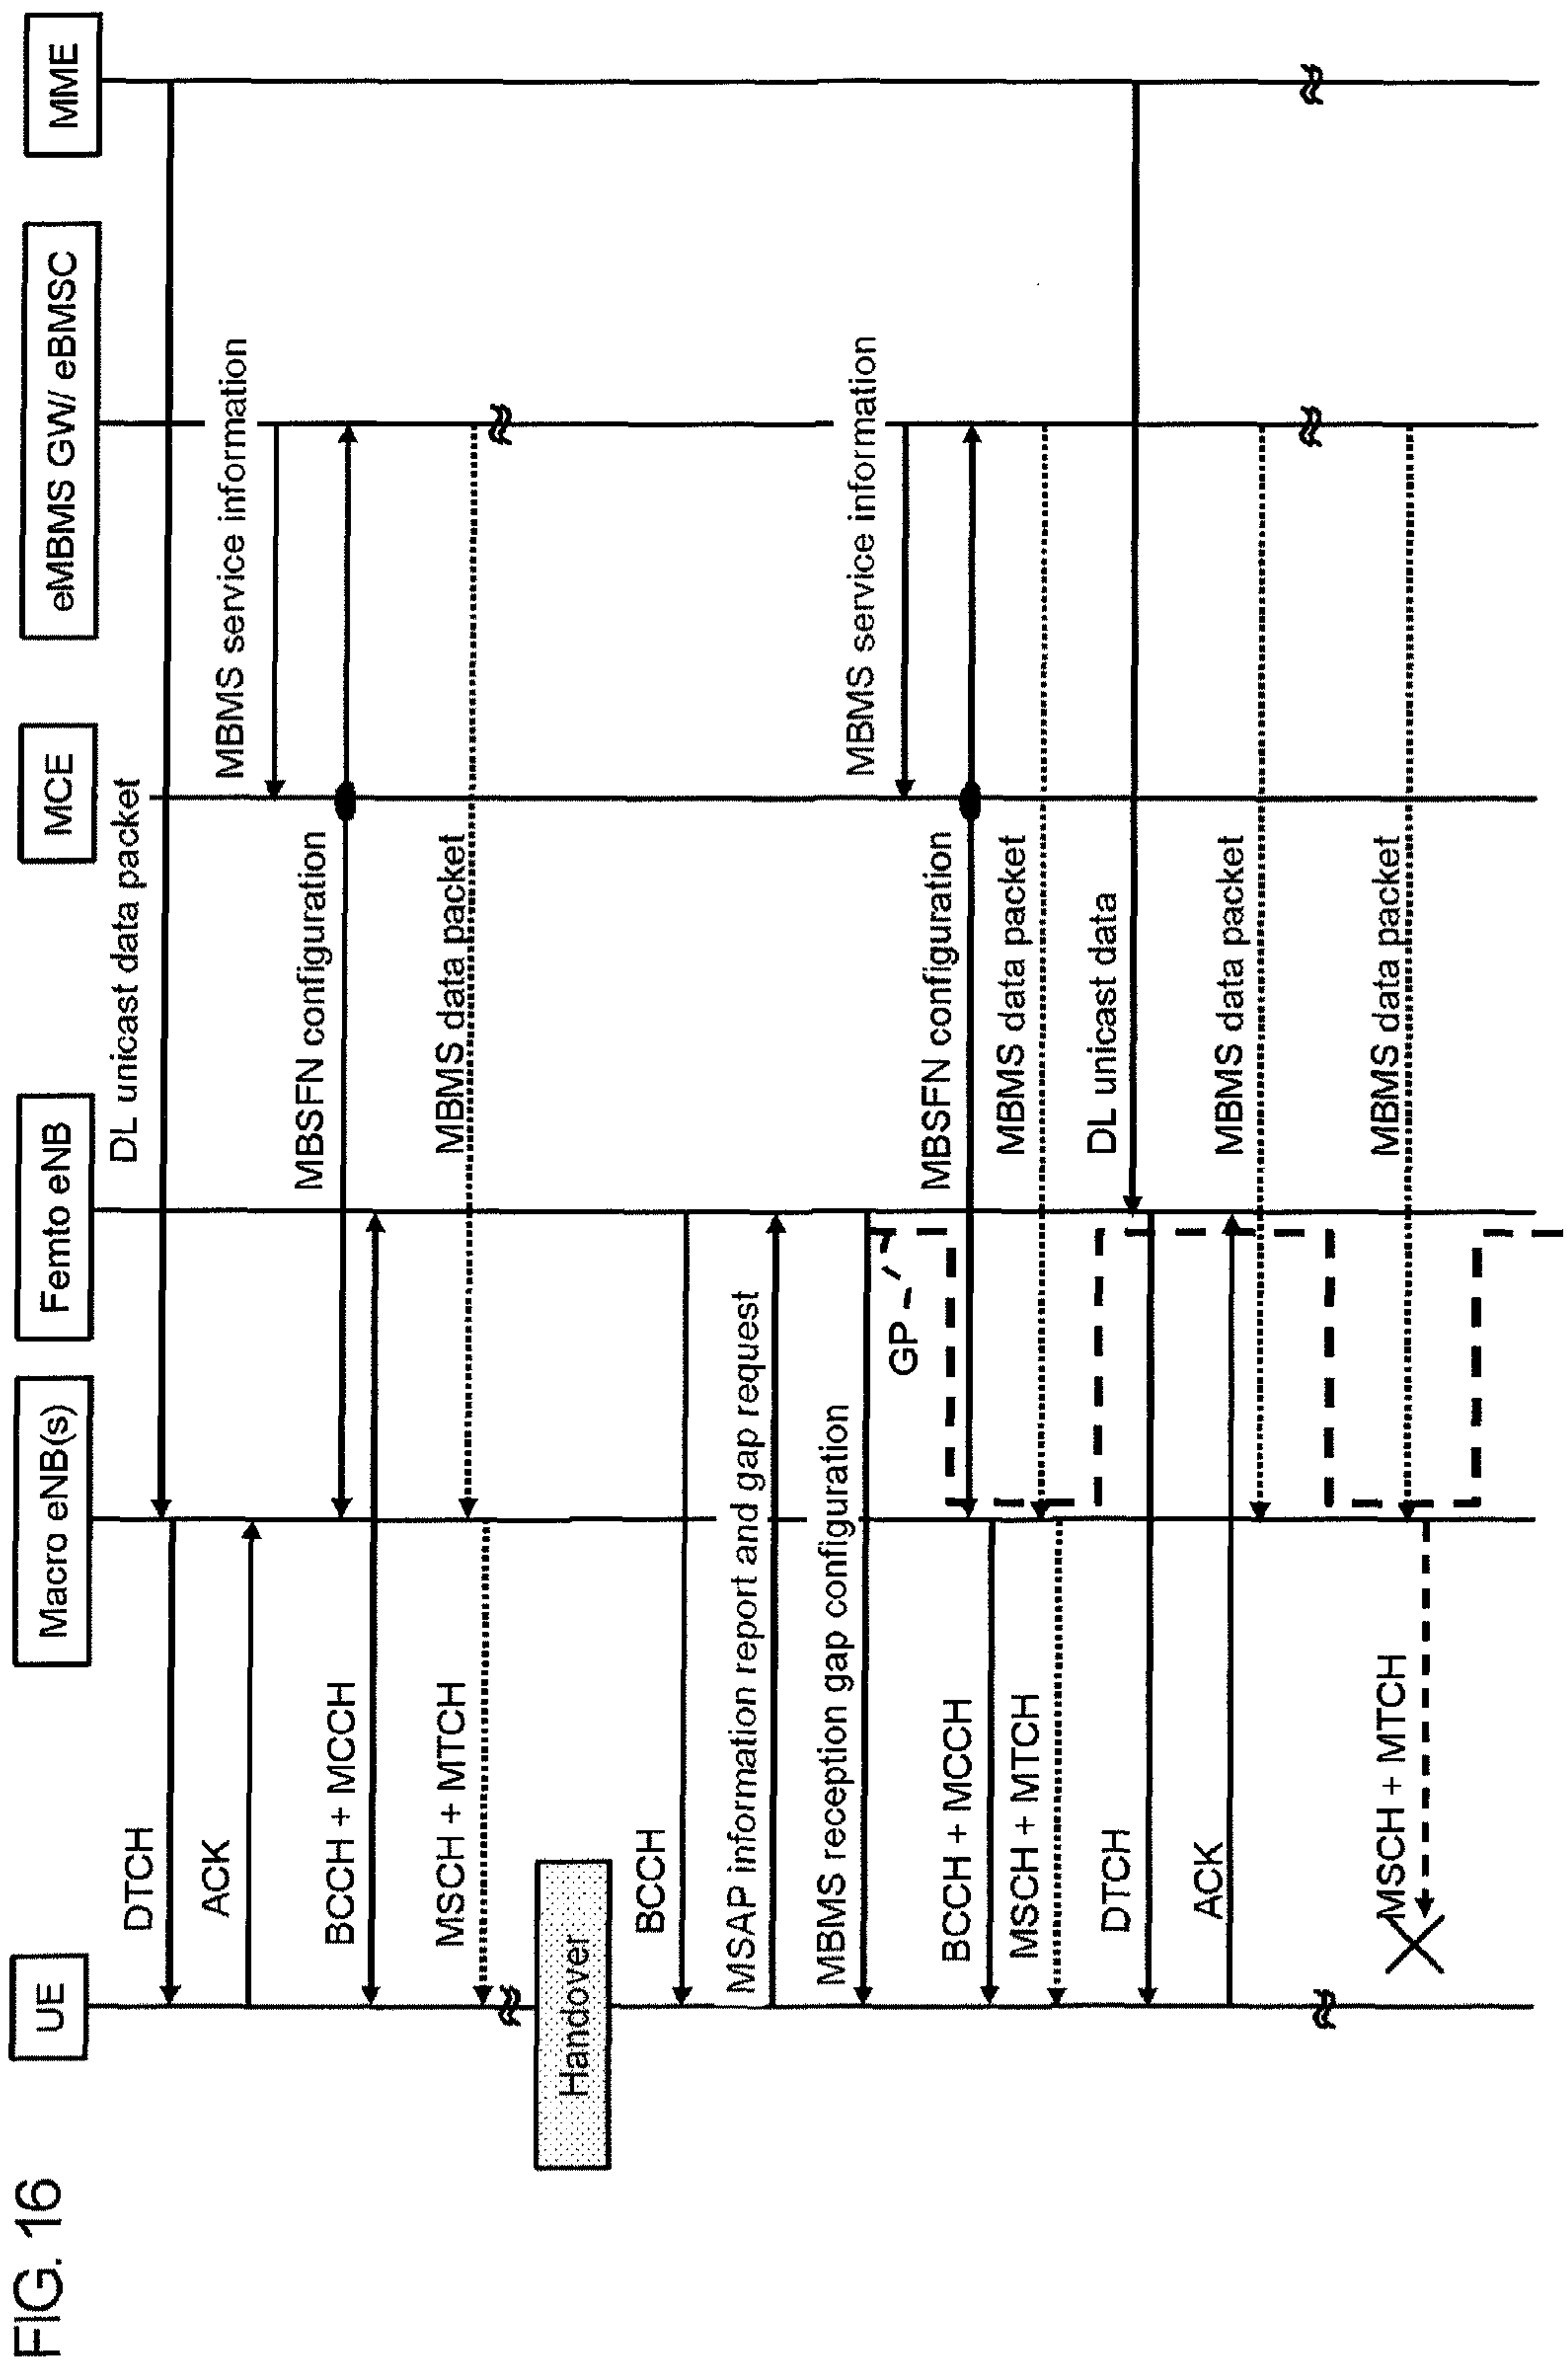 FIG. 16
UE
Macro eNB(s)
Femto eNB
MCE
eMBMS GW/ eBMSC
MME
DL unicast data packet
DTCH
ACK
MBMS service information
MBSFN configuration
BCCH + MCCH
MBMS data packet
MSCH + MTCH
Handover
BCCH
MSAP information report and gap request
MBMS reception gap configuration
MBMS service information
GP
MBSFN configuration
BCCH + MCCH
MBMS data packet
MSCH + MTCH
DL unicast data
DTCH
ACK
MBMS data packet
MBMS data packet
MSCH + MTCH